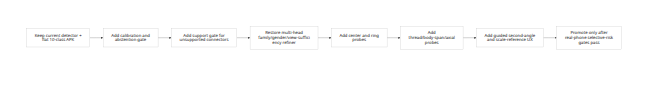 Keep current detector +
flat 10-class APK
Add calibration and
abstention gate
Add support gate for
unsupported connectors
Restore multi-head
family/gender/view-suffici
ency refiner
Add center and ring
probes
Add
thread/body-span/axial
probes
Add guided second-angle
and scale-reference UX
Promote only after
real-phone selective-risk
gates pass